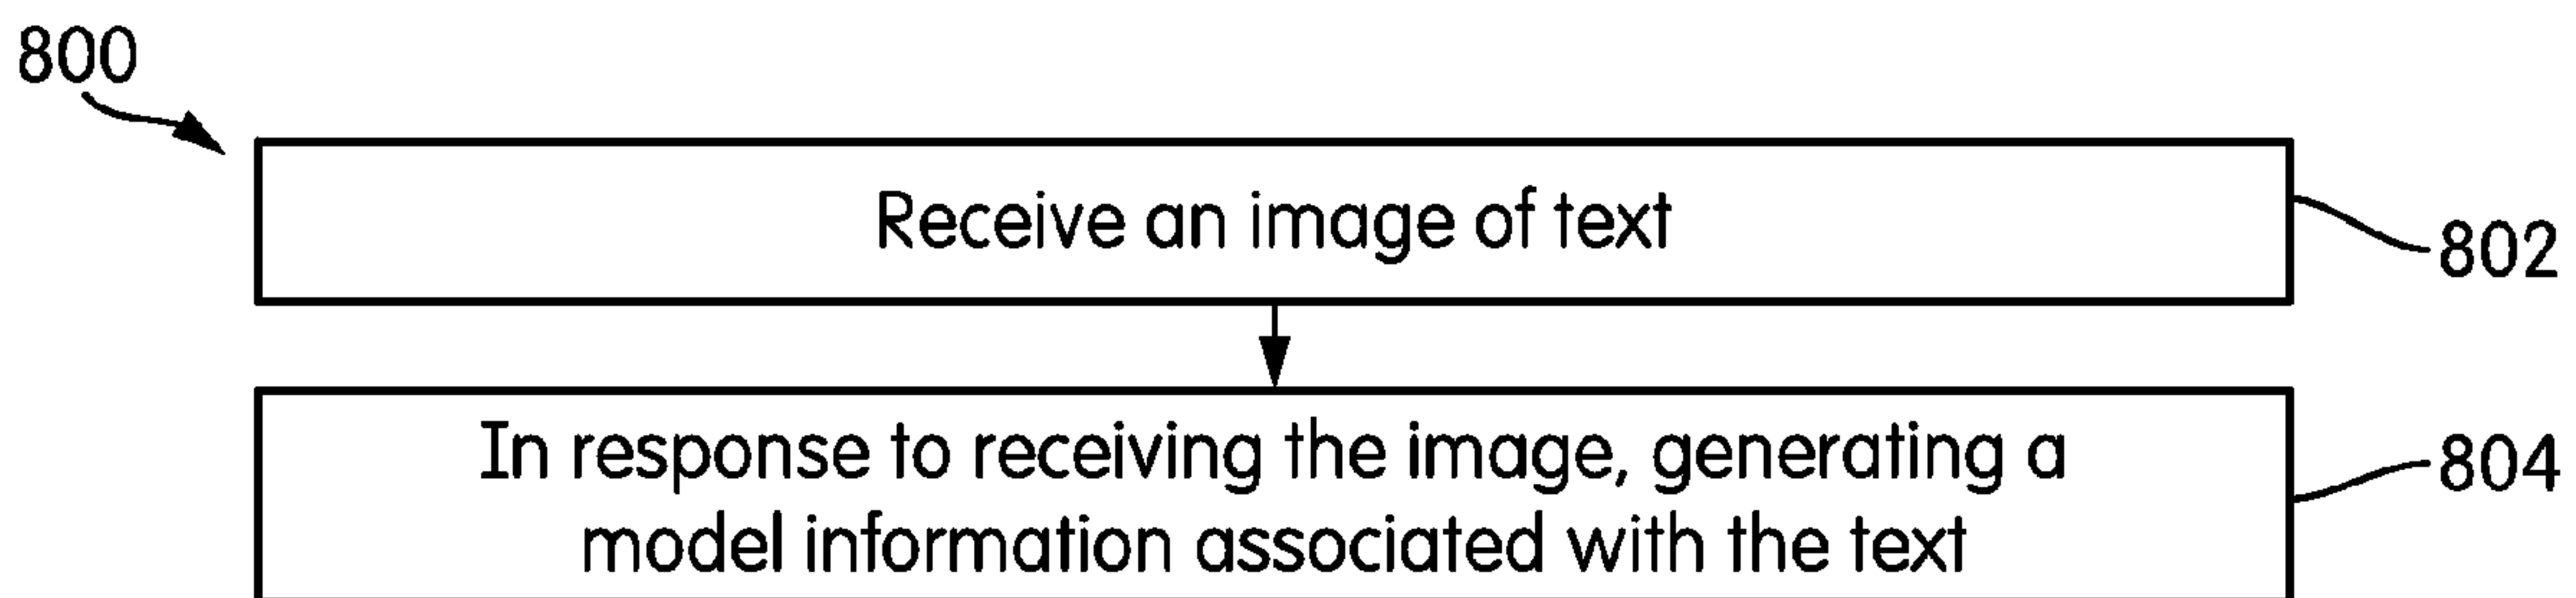 800
Receive an image of text
802
In response to receiving the image, generating a
804
model information associated with the text